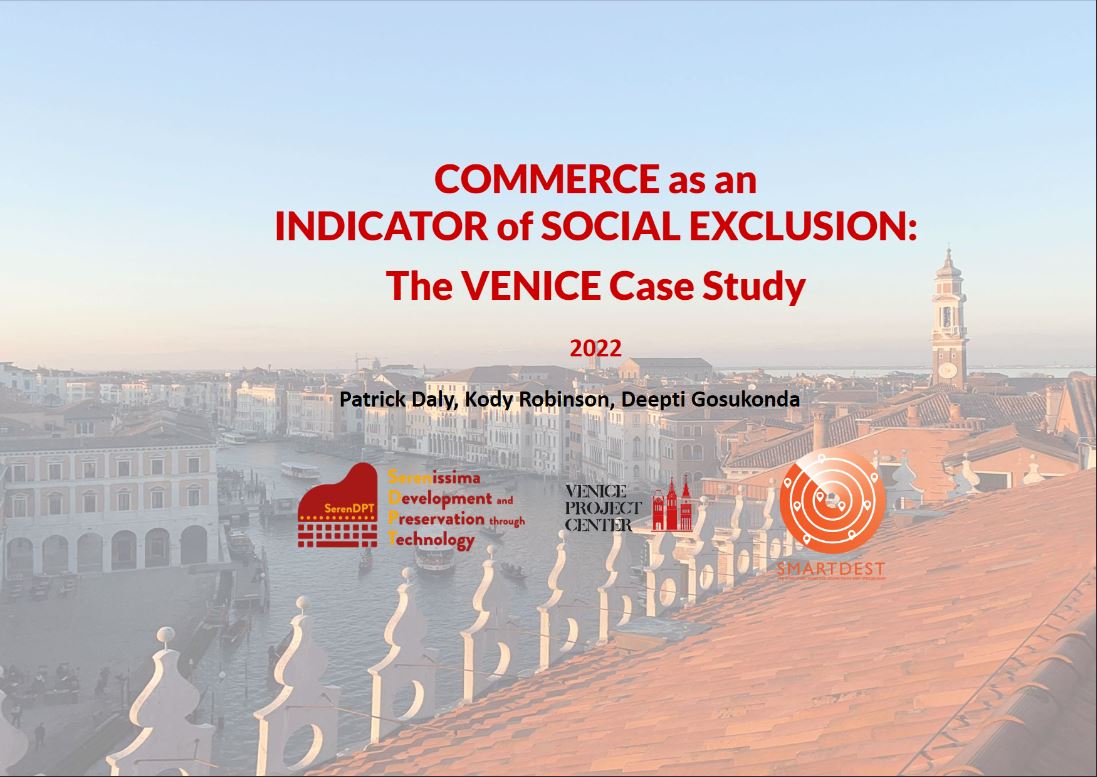 COMMERCE as an
INDICATOR of SOCIAL EXCLUSION:
The VENICE Case Study
2022
Patrick Daly, Kody Robinson, Deepti Gosukonda
SerenDPT
Serenissima
Development and
Preservation through
Technology
VENICE
PROJECT
CENTER
SMARTDEST